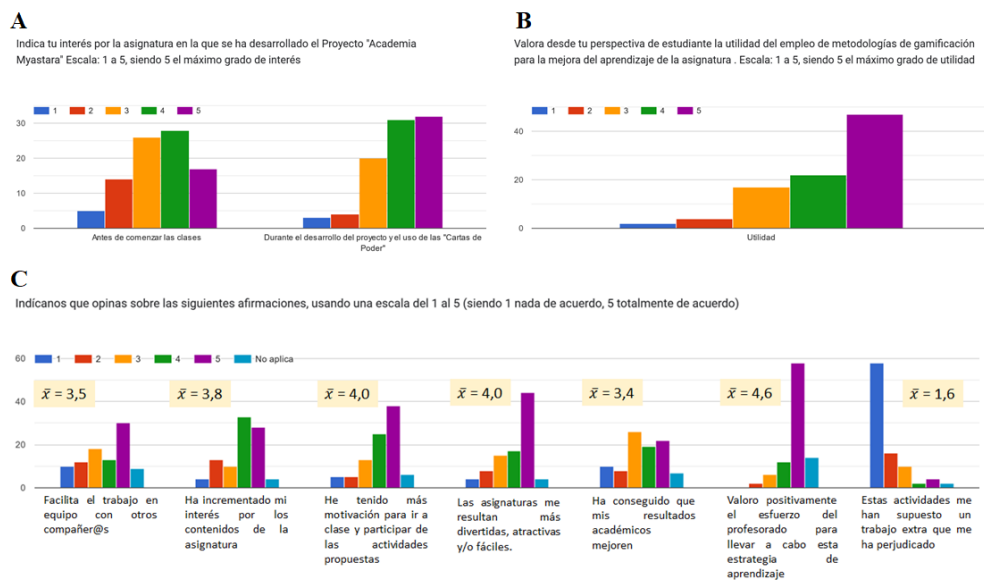 A
Indica tu interés por la asignatura en la que se ha desarrollado el Proyecto "Academia
Myastara" Escala: 1 a 5, siendo 5 el máximo grado de interés
1 2 3 4 5
30
20
10
0
Antes de comenzar las clases
Durante el desarrollo del proyecto y el uso de las "Cartas de
Poder"
B
Valora desde tu perspectiva de estudiante la utilidad del empleo de metodologías de gamificación
para la mejora del aprendizaje de la asignatura . Escala: 1 a 5, siendo 5 el máximo grado de utilidad
1 2 3 4 5
40
20
0
Utilidad
C
Indícanos que opinas sobre las siguientes afirmaciones, usando una escala del 1 al 5 (siendo 1 nada de acuerdo, 5 totalmente de acuerdo)
1 2 3 4 5 No aplica
60
40
20
0
x̄ = 3,5
x̄ = 3,8
x̄ = 4,0
x̄ = 4,0
x̄ = 3,4
x̄ = 4,6
x̄ = 1,6
Facilita el trabajo en
equipo con otros
compañer@s
Ha incrementado mi
interés por los
contenidos de la
asignatura
He tenido más
motivación para ir a
clase y participar de
las actividades
propuestas
Las asignaturas me
resultan más
divertidas, atractivas
y/o fáciles.
Ha conseguido que
mis resultados
académicos
mejoren
Valoro positivamente
el esfuerzo del
profesorado para
llevar a cabo esta
estrategia de
aprendizaje
Estas actividades me
han supuesto un
trabajo extra que me
ha perjudicado